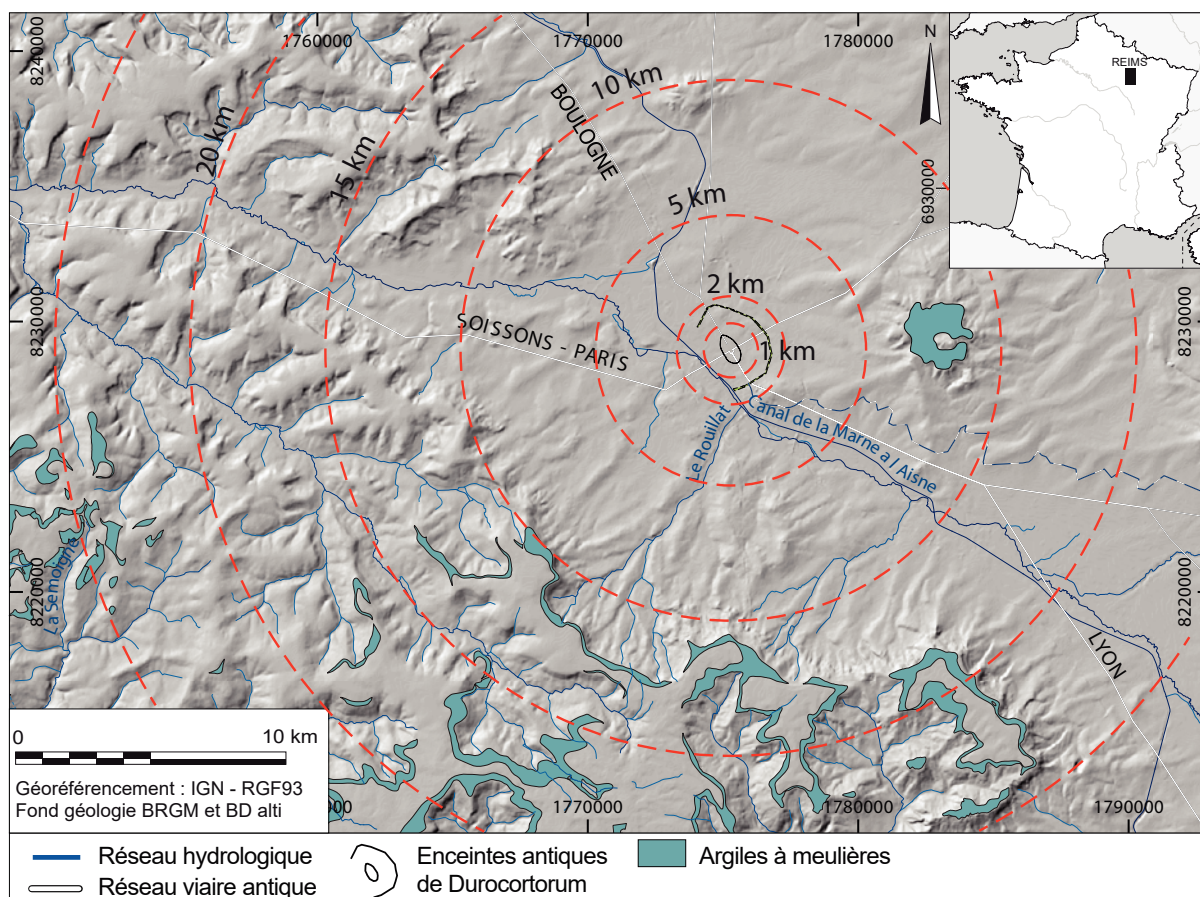 1760000
1770000
1780000
8240000
N
REIMS
10 km
BOULOGNE
20 km
15 km
6930000
5 km
2 km
8230000
8230000
SOISSONS - PARIS
1 km
Le Rouillat
Canal de la Marne a l Aisne
La Semoigne
8220000
8220000
LYON
0
10 km
Géoréférencement : IGN - RGF93
Fond géologie BRGM et BD alti
1770000
1780000
1790000
Réseau hydrologique
Réseau viaire antique
Enceintes antiques
de Durocortorum
Argiles à meulières